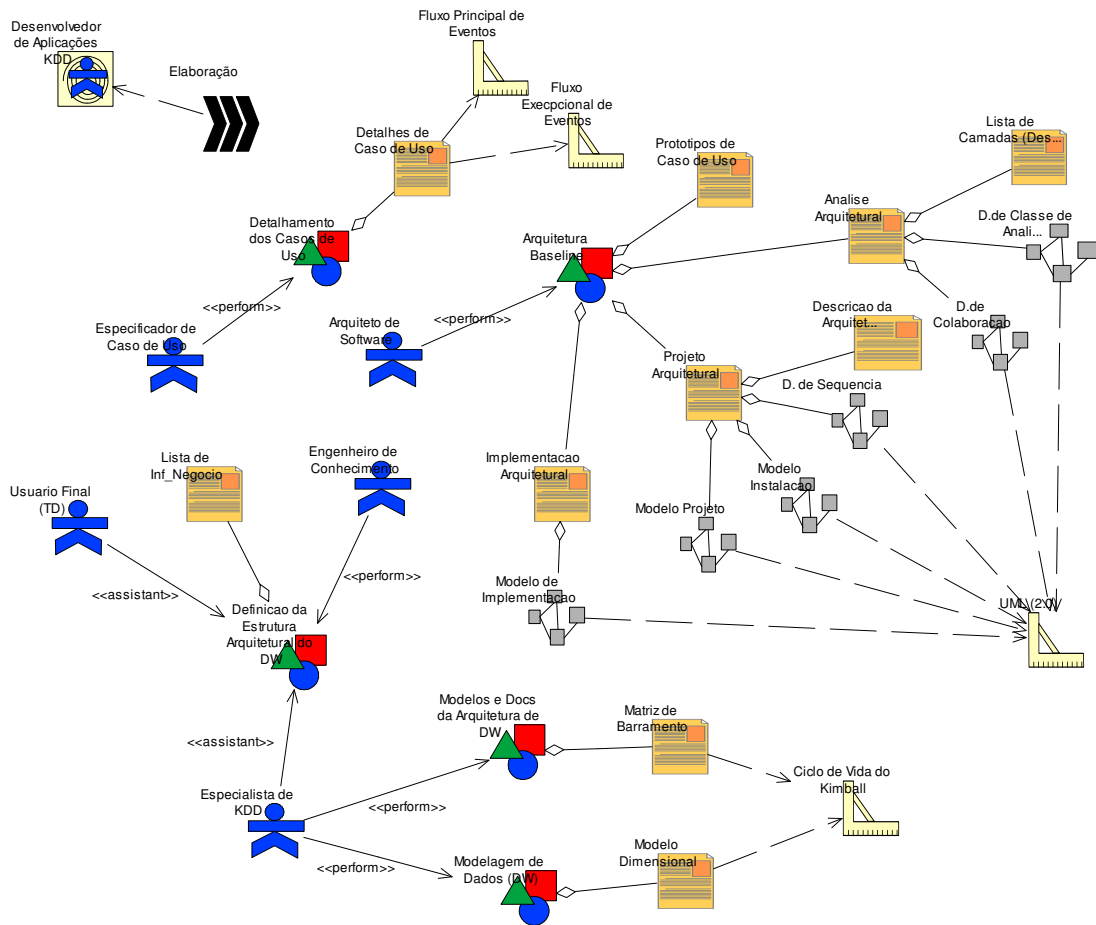 Desenvolvedor
de Aplicações
KDD
Elaboração
Fluxo Principal de
Eventos
Fluxo
Execpcional de
Eventos
Detalhes de
Caso de Uso
Prototipos de
Caso de Uso
Lista de
Camadas (Des...
Analise
Arquitetural
D.de Classe de
Anali...
Detalhamento
dos Casos de
Uso
Arquitetura
Baseline
<<perform>>
<<perform>>
Especificador de
Caso de Uso
Arquiteto de
Software
D.de
Colaboracao
Descricao da
Arquitet...
Projeto
Arquitetural
D. de Sequencia
Lista de
Inf_Negocio
Engenheiro de
Conhecimento
Implementacao
Arquitetural
Modelo
Instalacao
Usuario Final
(TD)
Modelo Projeto
<<assistant>>
<<perform>>
Definicao da
Estrutura
Arquitetural do
DW
Modelo de
Implementacao
UML (2.0)
<<assistant>>
Modelos e Docs
da Arquitetura de
DW
Matriz de
Barramento
Ciclo de Vida do
Kimball
Especialista de
KDD
<<perform>>
<<perform>>
Modelagem de
Dados (DW)
Modelo
Dimensional